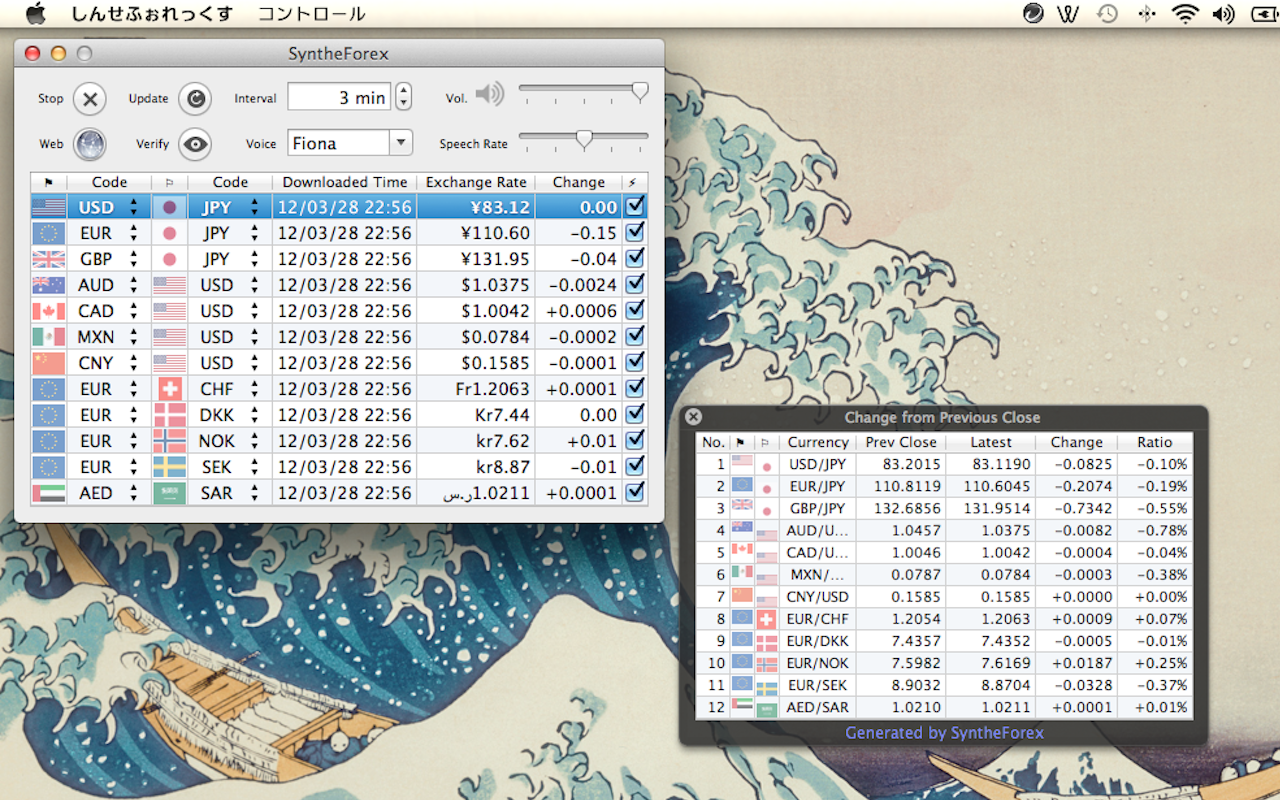 しんせふぉれっくす コントロール
SyntheForex
Stop Update Interval 3 min Vol.
Web Verify Voice Fiona Speech Rate
Code Code Downloaded Time Exchange Rate Change
USD JPY 12/03/28 22:56 ¥83.12 0.00
EUR JPY 12/03/28 22:56 ¥110.60 −0.15
GBP JPY 12/03/28 22:56 ¥131.95 −0.04
AUD USD 12/03/28 22:56 $1.0375 −0.0024
CAD USD 12/03/28 22:56 $1.0042 +0.0006
MXN USD 12/03/28 22:56 $0.0784 −0.0002
CNY USD 12/03/28 22:56 $0.1585 −0.0001
EUR CHF 12/03/28 22:56 Fr1.2063 +0.0001
EUR DKK 12/03/28 22:56 Kr7.44 0.00
EUR NOK 12/03/28 22:56 kr7.62 +0.01
EUR SEK 12/03/28 22:56 kr8.87 −0.01
AED SAR 12/03/28 22:56 ر.س1.0211 +0.0001
Change from Previous Close
No. Currency Prev Close Latest Change Ratio
1 USD/JPY 83.2015 83.1190 −0.0825 −0.10%
2 EUR/JPY 110.8119 110.6045 −0.2074 −0.19%
3 GBP/JPY 132.6856 131.9514 −0.7342 −0.55%
4 AUD/U... 1.0457 1.0375 −0.0082 −0.78%
5 CAD/U... 1.0046 1.0042 −0.0004 −0.04%
6 MXN/... 0.0787 0.0784 −0.0003 −0.38%
7 CNY/USD 0.1585 0.1585 +0.0000 +0.00%
8 EUR/CHF 1.2054 1.2063 +0.0009 +0.07%
9 EUR/DKK 7.4357 7.4352 −0.0005 −0.01%
10 EUR/NOK 7.5982 7.6169 +0.0187 +0.25%
11 EUR/SEK 8.9032 8.8704 −0.0328 −0.37%
12 AED/SAR 1.0210 1.0211 +0.0001 +0.01%
Generated by SyntheForex